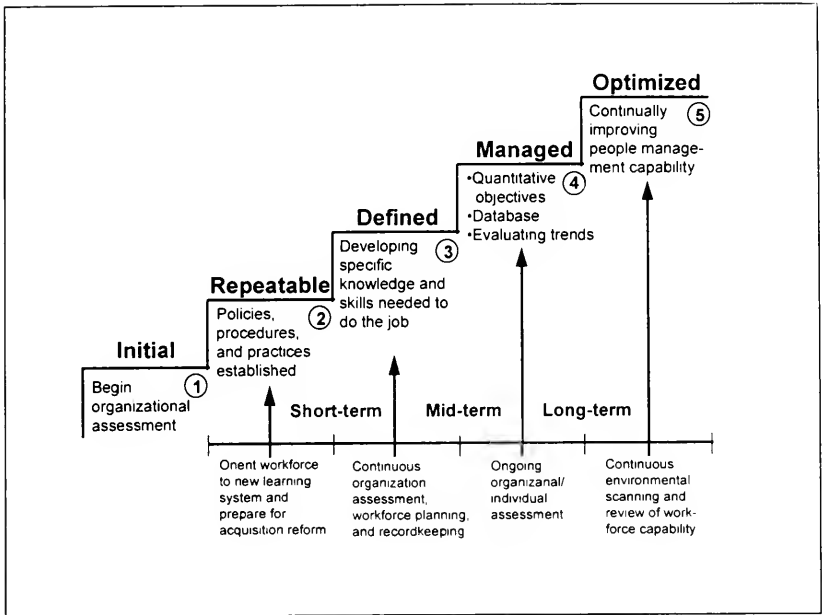 Optimized
Continually
improving
people manage-
ment capability
5
Managed
•Quantitative
objectives
•Database
•Evaluating trends
4
Defined
Developing
specific
knowledge and
skills needed to
do the job
3
Repeatable
Policies,
procedures,
and practices
established
2
Initial
Begin
organizational
assessment
1
Short-term
Mid-term
Long-term
Onent workforce
to new learning
system and
prepare for
acquisition reform
Continuous
organization
assessment,
workforce planning,
and recordkeeping
Ongoing
organizanal/
individual
assessment
Continuous
environmental
scanning and
review of work-
force capability